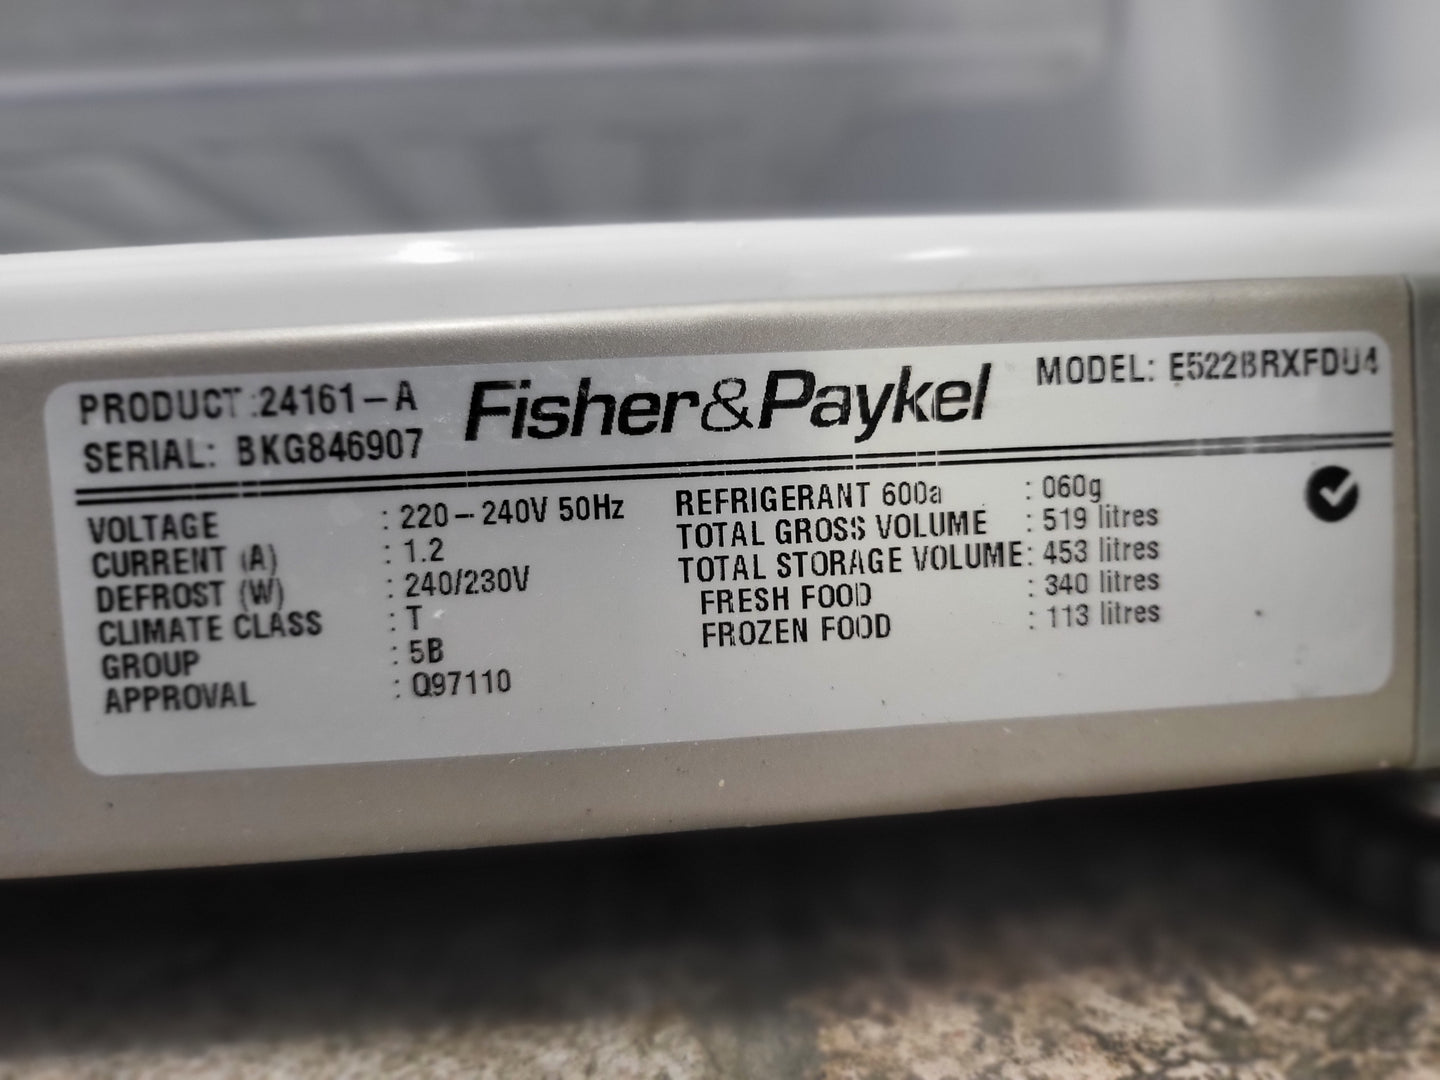 PRODUCT :24161-A
SERIAL: BKG846907
Fisher&Paykel
MODEL: E522BRXFDU4
VOLTAGE : 220-240V 50Hz
CURRENT (A) : 1.2
DEFROST (W) : 240/230V
CLIMATE CLASS : T
GROUP : 5B
APPROVAL : Q97110
REFRIGERANT 600a : 060g
TOTAL GROSS VOLUME : 519 litres
TOTAL STORAGE VOLUME: 453 litres
FRESH FOOD : 340 litres
FROZEN FOOD : 113 litres